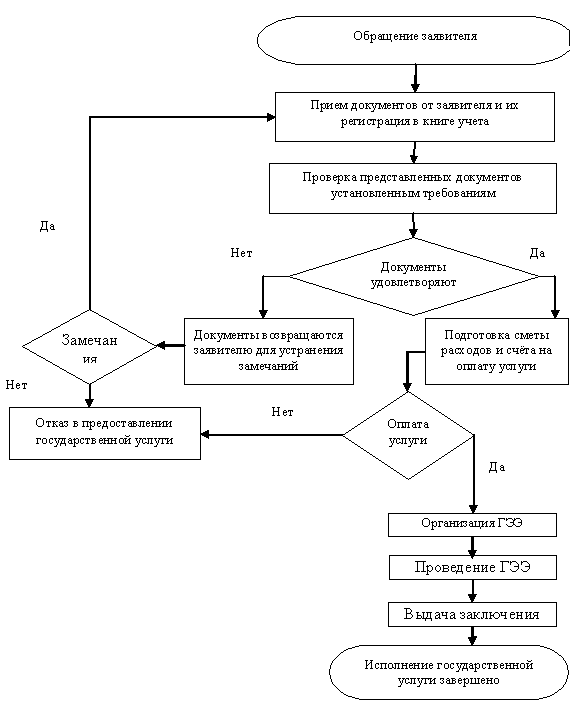 Обращение заявителя
Прием документов от заявителя и их
регистрация в книге учета
Проверка представленных документов
установленным требованиям
Да
Нет
Да
Документы
удовлетворяют
Замечан
ия
Документы возвращаются
заявителю для устранения
замечаний
Подготовка сметы
расходов и счёта на
оплату услуги
Нет
Отказ в предоставлении
государственной услуги
Нет
Оплата
услуги
Да
Организация ГЭЭ
Проведение ГЭЭ
Выдача заключения
Исполнение государственной
услуги завершено